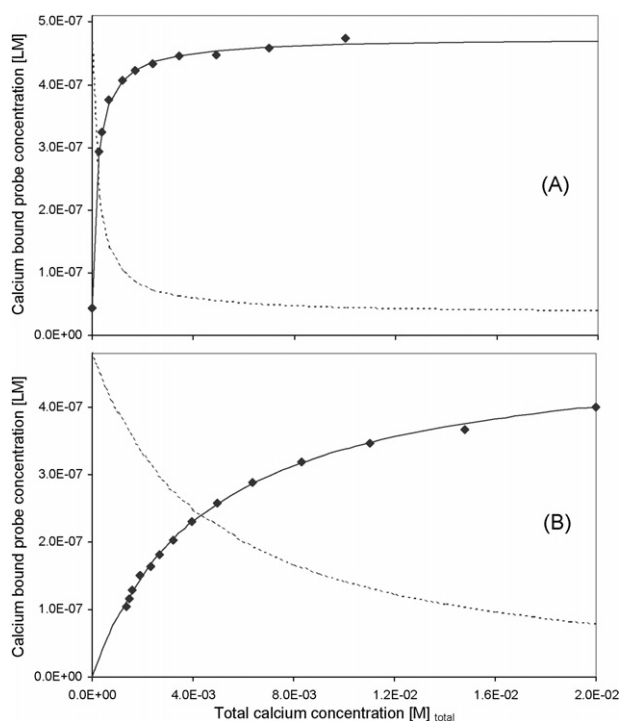 5.0E-07
4.0E-07
3.0E-07
2.0E-07
1.0E-07
0.0E+00
Calcium bound probe concentration [LM]
(A)
4.0E-07
3.0E-07
2.0E-07
1.0E-07
0.0E+00
Calcium bound probe concentration [LM]
(B)
0.0E+00 4.0E-03 8.0E-03 1.2E-02 1.6E-02 2.0E-02
Total calcium concentration [M] total